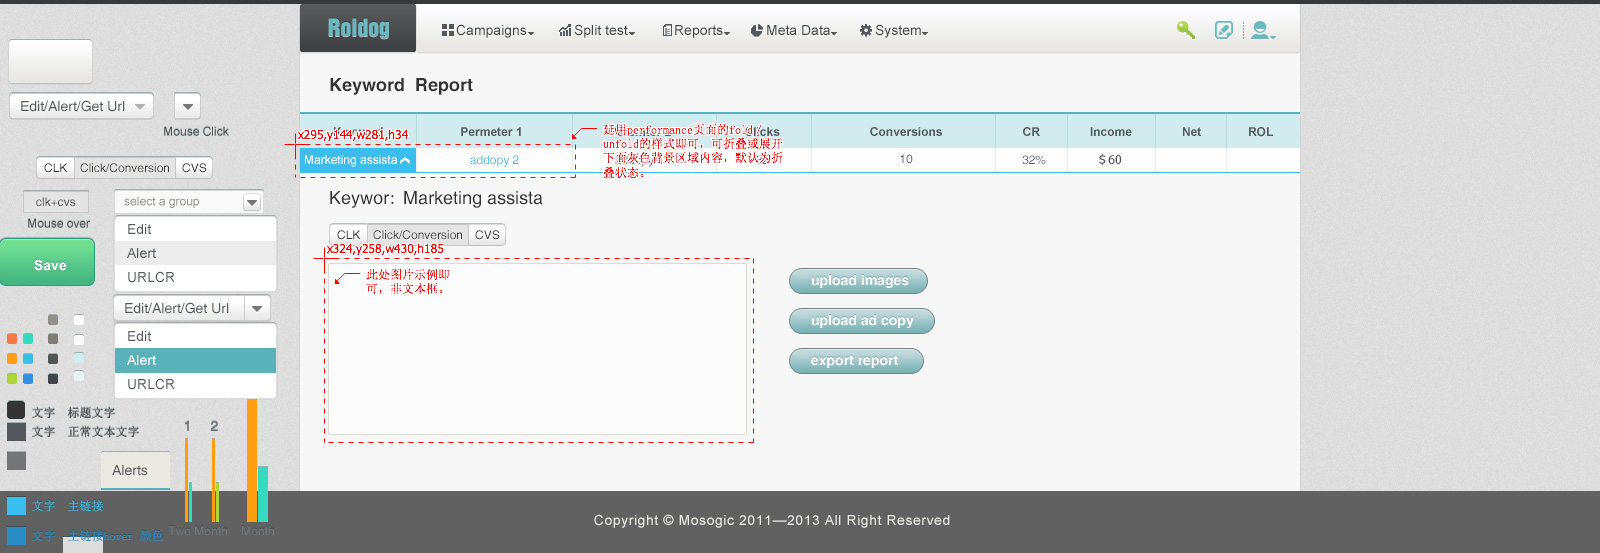 Roidog
Campaigns
Split test
Reports
Meta Data
System
Edit/Alert/Get Url
Mouse Click
CLK Click/Conversion CVS
clk+cvs
Mouse over
select a group
Edit
Alert
URLCR
Save
Edit/Alert/Get Url
Edit
Alert
URLCR
文字 标题文字
文字 正常文本文字
1 2
Alerts
文字 主链接
文字 主链接hover 颜色
Two Month
Month
Keyword Report
x295,y144,w281,h34
Permeter 1
Conversions
CR
Income
Net
ROL
延用performance页面的fold/
unfold的样式即可，可折叠或展开
下面灰色背景区域内容，默认为折
叠状态。
Marketing assista
addopy 2
10
32%
$60
Keywor: Marketing assista
CLK Click/Conversion CVS
x324,y258,w430,h185
此处图片示例即
可，非文本框。
upload images
upload ad copy
export report
Copyright © Mosogic 2011—2013 All Right Reserved